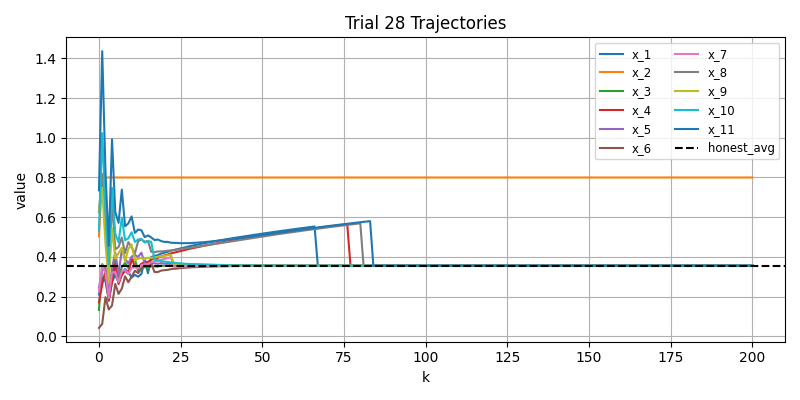 Trial 28 Trajectories
value
1.4
1.2
1.0
0.8
0.6
0.4
0.2
0.0
x_1
x_2
x_3
x_4
x_5
x_6
x_7
x_8
x_9
x_10
x_11
honest_avg
0 25 50 75 100 125 150 175 200
k